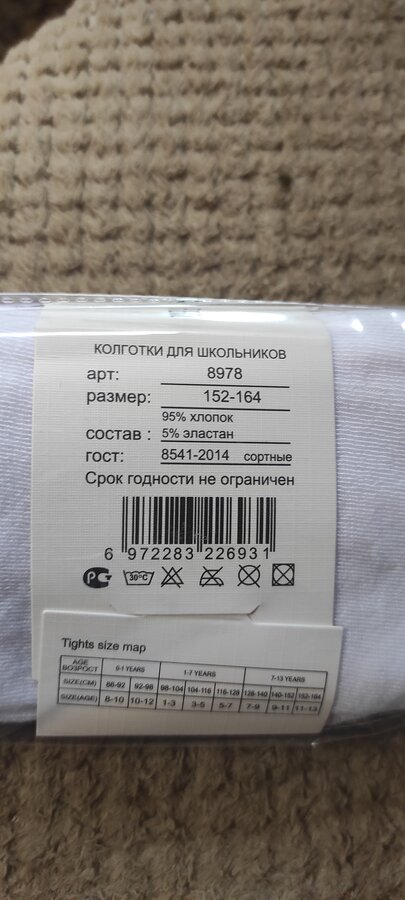 КОЛГОТКИ ДЛЯ ШКОЛЬНИКОВ
арт: 8978
размер: 152-164
95% хлопок
состав : 5% эластан
гост: 8541-2014 сортные
Срок годности не ограничен
6 972283 226931
РС 30°C
Tights size map
AGE ВОЗРОСТ 0-1 YEARS 1-7 YEARS 7-13 YEARS
SIZE(CM) 86-92 92-98 98-104 104-116 116-128 128-140 140-152 152-164
SIZE(AGE) 8-10 10-12 1-3 3-5 5-7 7-9 9-11 11-13